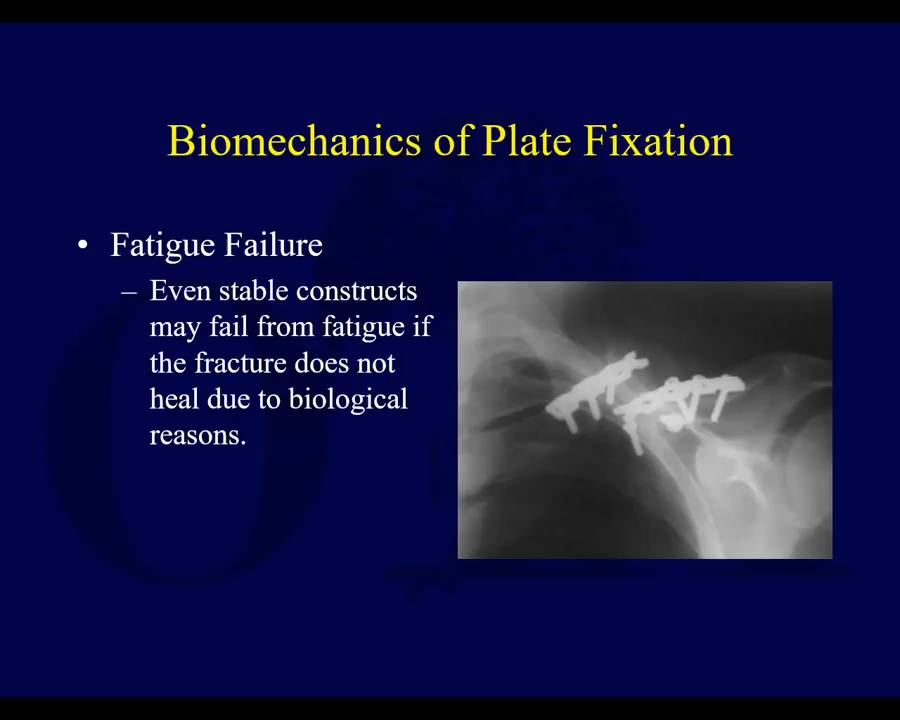 Biomechanics of Plate Fixation
• Fatigue Failure
– Even stable constructs
may fail from fatigue if
the fracture does not
heal due to biological
reasons.